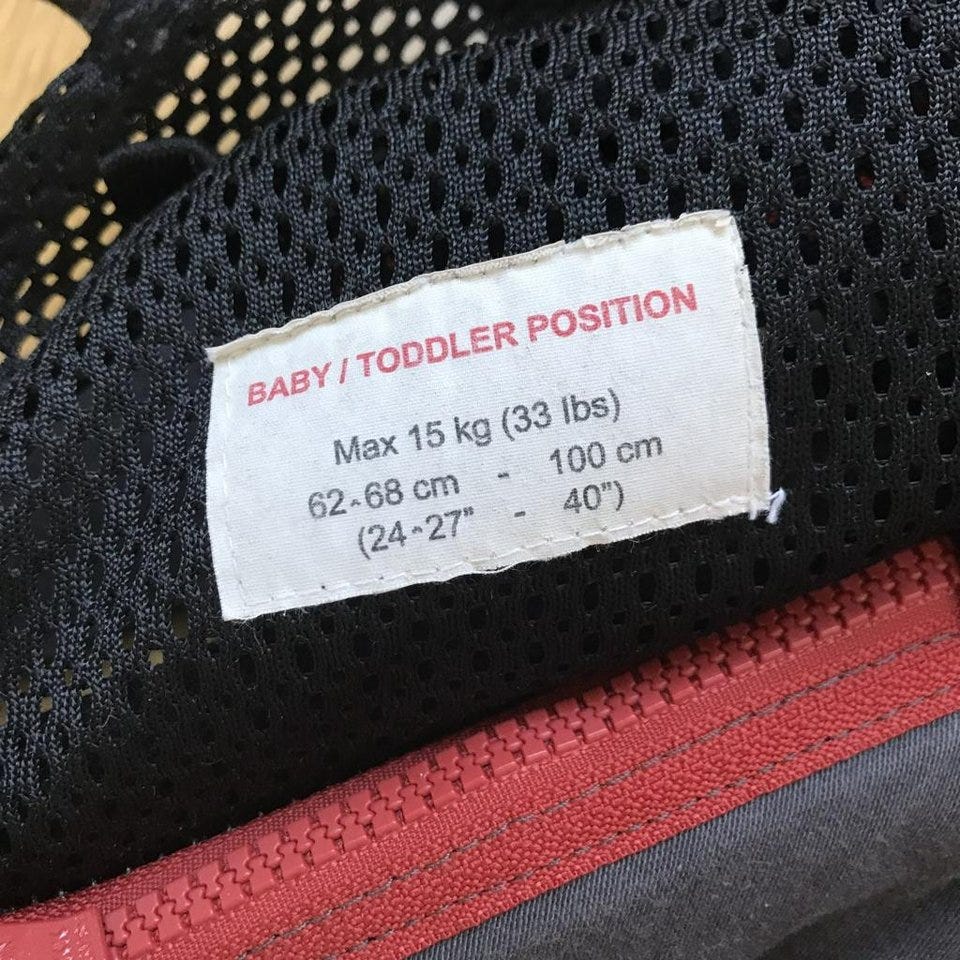 BABY / TODDLER POSITION
Max 15 kg (33 lbs)
62-68 cm - 100 cm
(24-27" - 40")